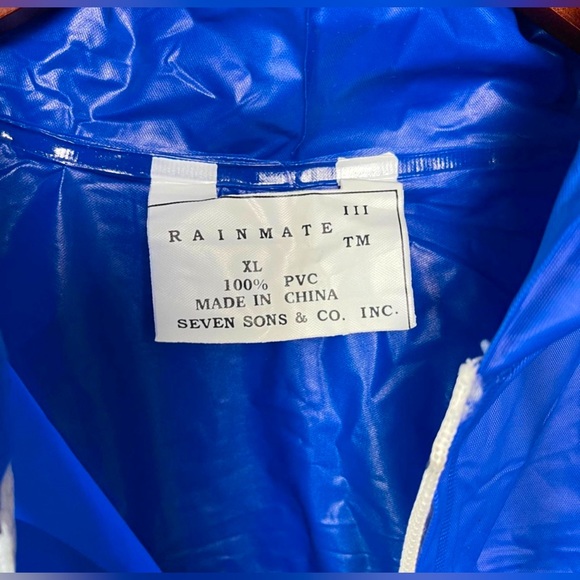 RAINMATE III
TM
XL
100% PVC
MADE IN CHINA
SEVEN SONS & CO. INC.